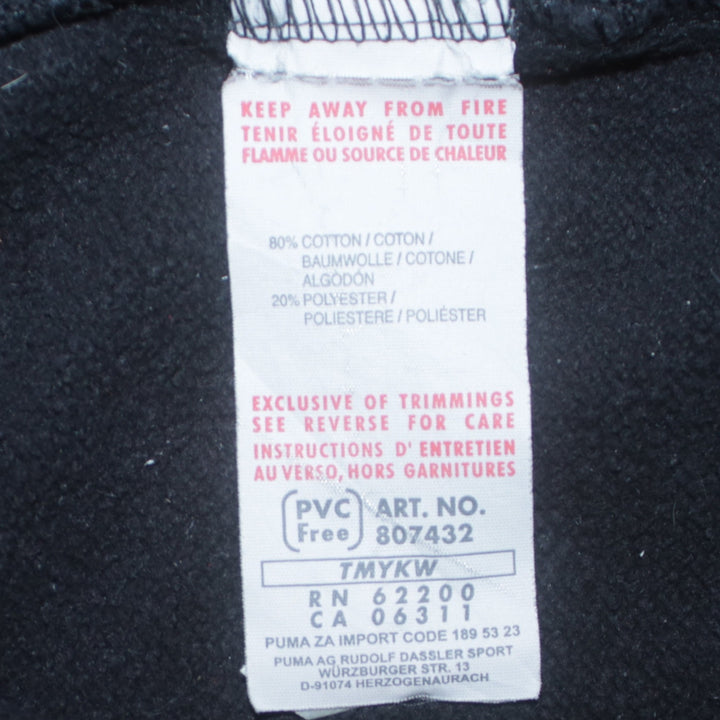 KEEP AWAY FROM FIRE
TENIR ÉLOIGNÉ DE TOUTE
FLAMME OU SOURCE DE CHALEUR
80% COTTON / COTON /
BAUMWOLLE / COTONE /
ALGÒDÓN
20% POLYESTER /
POLIESTERE / POLIÉSTER
EXCLUSIVE OF TRIMMINGS
SEE REVERSE FOR CARE
INSTRUCTIONS D' ENTRETIEN
AU VERSO, HORS GARNITURES
PVC Free
ART. NO.
807432
TMYKW
RN 62200
CA 06311
PUMA ZA IMPORT CODE 189 53 23
PUMA AG RUDOLF DASSLER SPORT
WÜRZBURGER STR. 13
D-91074 HERZOGENAURACH